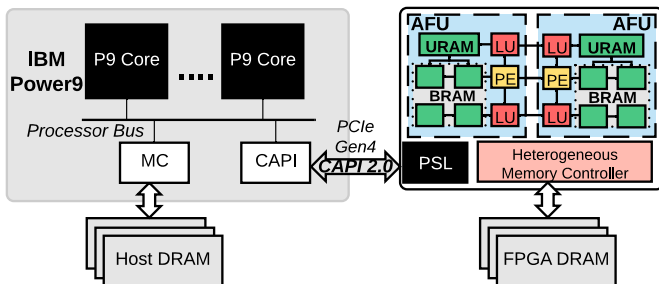 IBM
Power9
P9 Core
P9 Core
Processor Bus
MC
CAPI
Host DRAM
PCIe
Gen4
CAPI 2.0
AFU
AFU
URAM
LU
LU
URAM
PE
PE
BRAM
BRAM
LU
LU
PSL
Heterogeneous
Memory Controller
FPGA DRAM